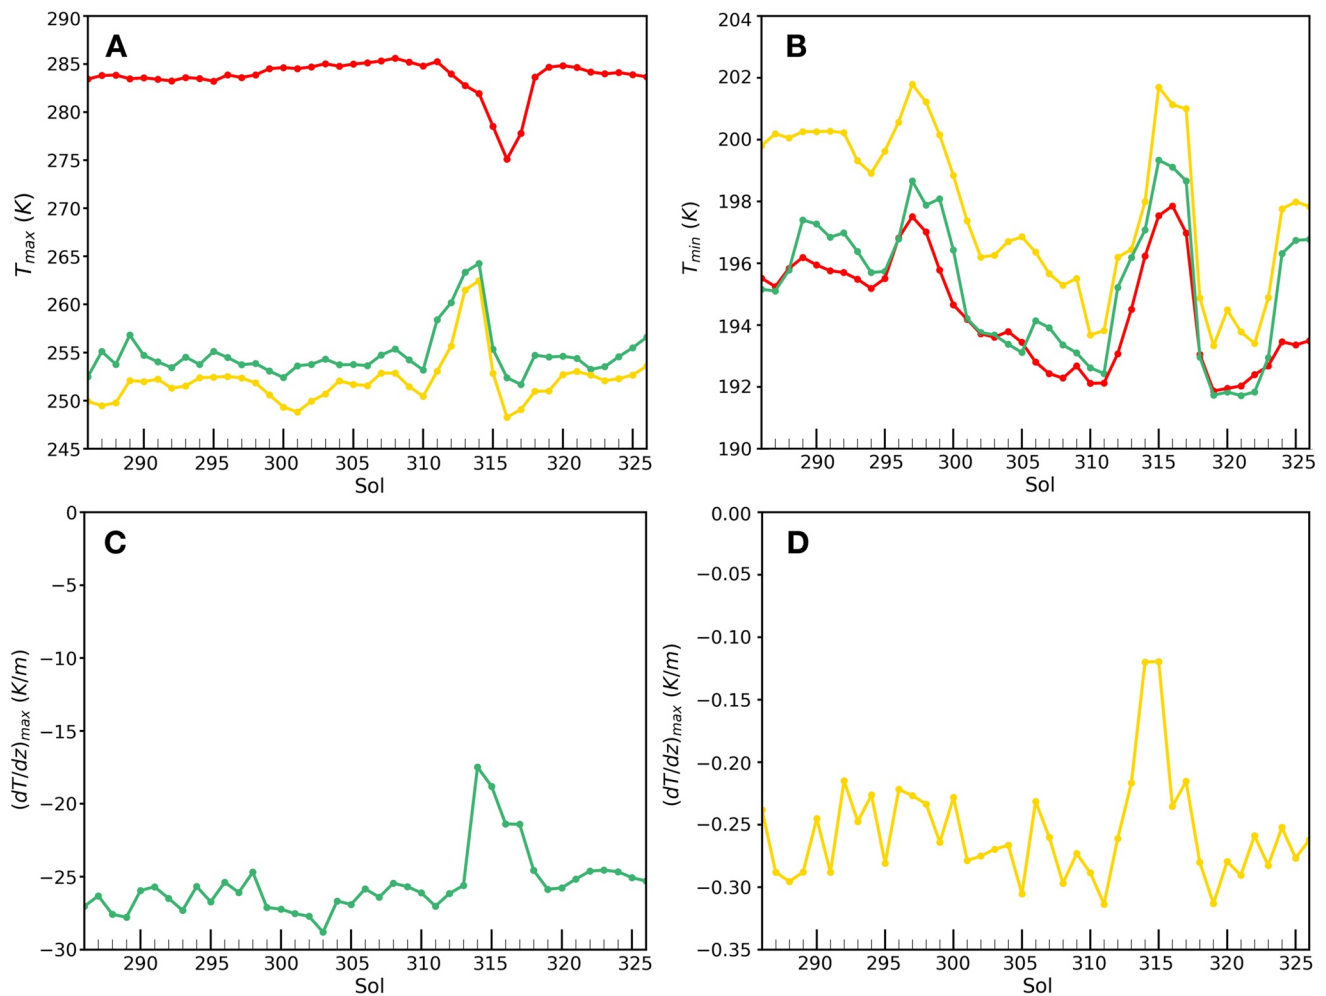 A
290
285
280
275
270
265
260
255
250
245
T_max (K)
290 295 300 305 310 315 320 325
Sol
B
204
202
200
198
196
194
192
190
T_min (K)
290 295 300 305 310 315 320 325
Sol
C
0
−5
−10
−15
−20
−25
−30
(dT/dz)_max (K/m)
290 295 300 305 310 315 320 325
Sol
D
0.00
−0.05
−0.10
−0.15
−0.20
−0.25
−0.30
−0.35
(dT/dz)_max (K/m)
290 295 300 305 310 315 320 325
Sol